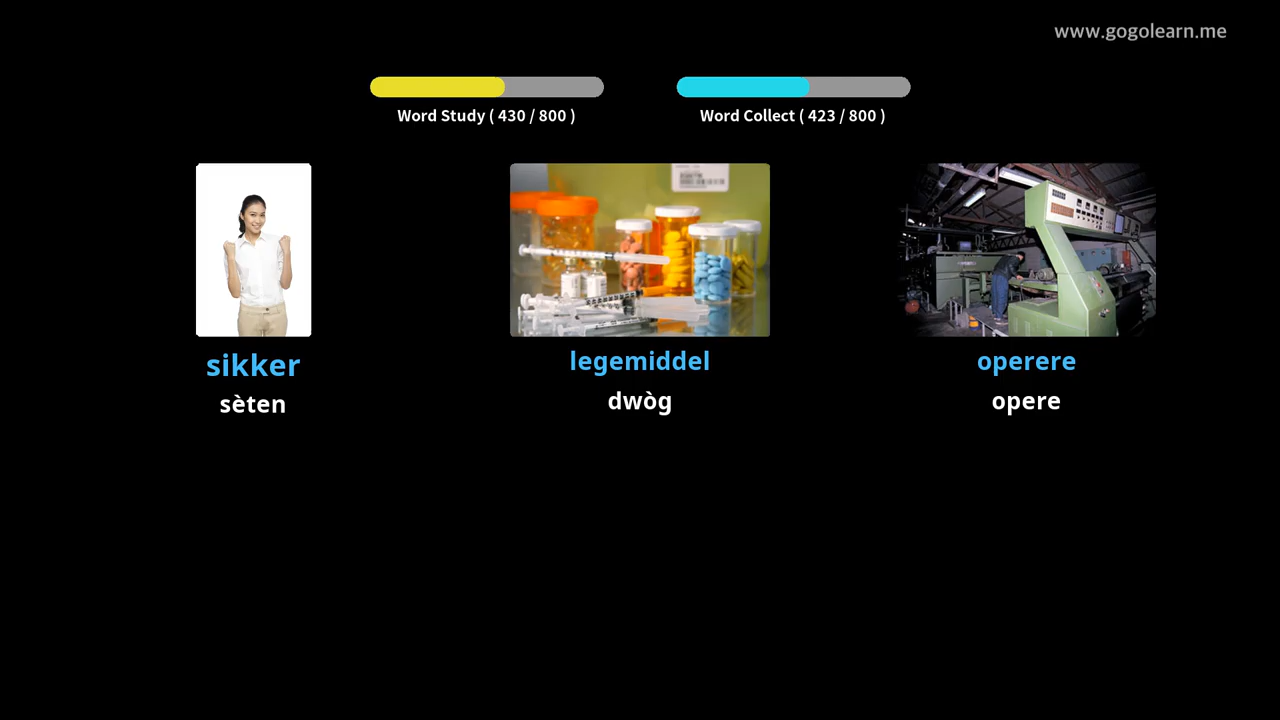 www.gogolearn.me
Word Study ( 430 / 800 )
Word Collect ( 423 / 800 )
sikker
sèten
legemiddel
dwòg
operere
opere